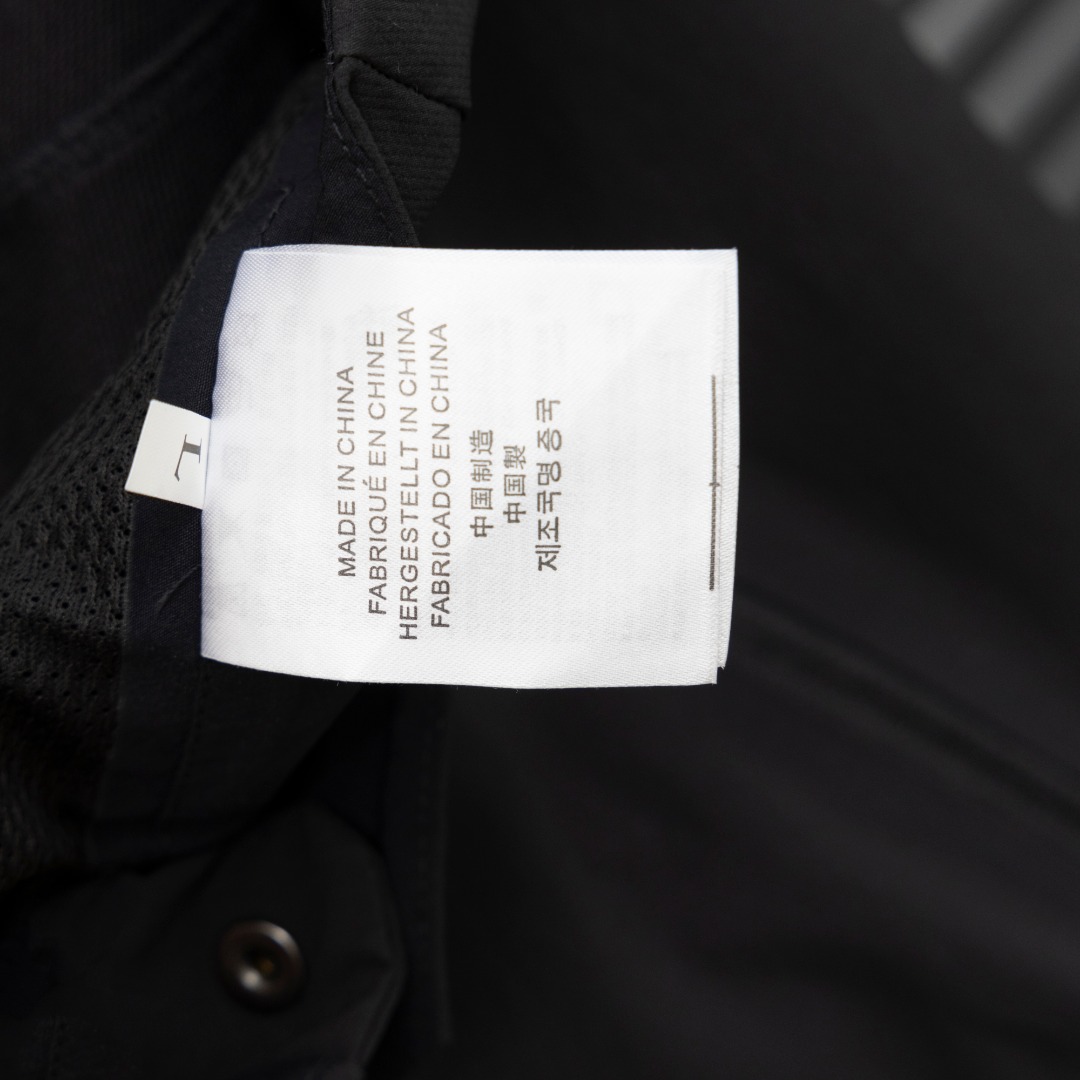 MADE IN CHINA
FABRIQUÉ EN CHINE
HERGESTELLT IN CHINA
FABRICADO EN CHINA
中国制造
中国製
제조국명 중국
L